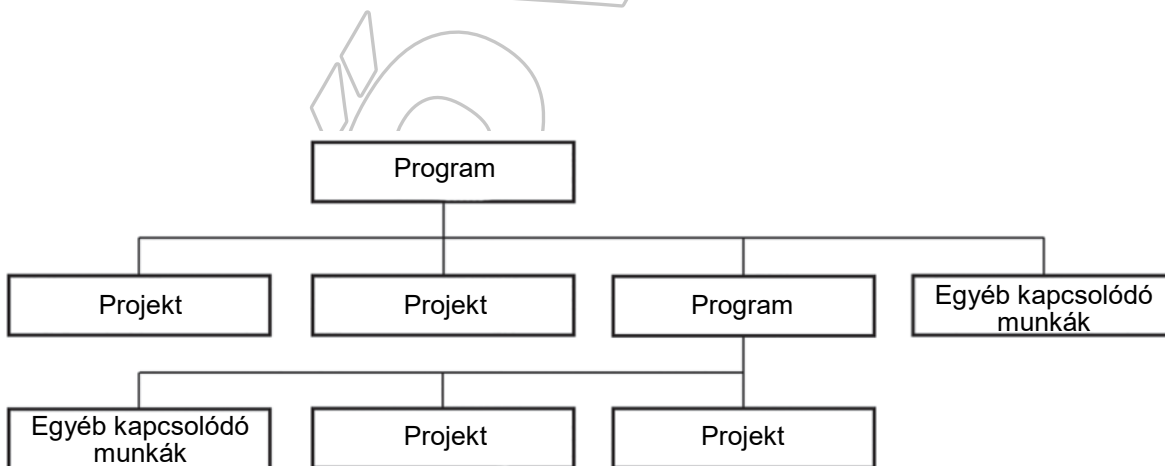 Program
Projekt
Projekt
Program
Egyéb kapcsolódó
munkák
Egyéb kapcsolódó
munkák
Projekt
Projekt